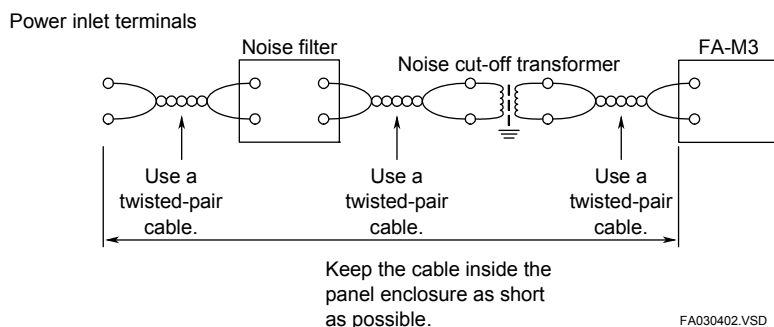 Power inlet terminals
Noise filter
Noise cut-off transformer
FA-M3
Use a
twisted-pair
cable.
Use a
twisted-pair
cable.
Use a
twisted-pair
cable.
Keep the cable inside the
panel enclosure as short
as possible.
FA030402.VSD